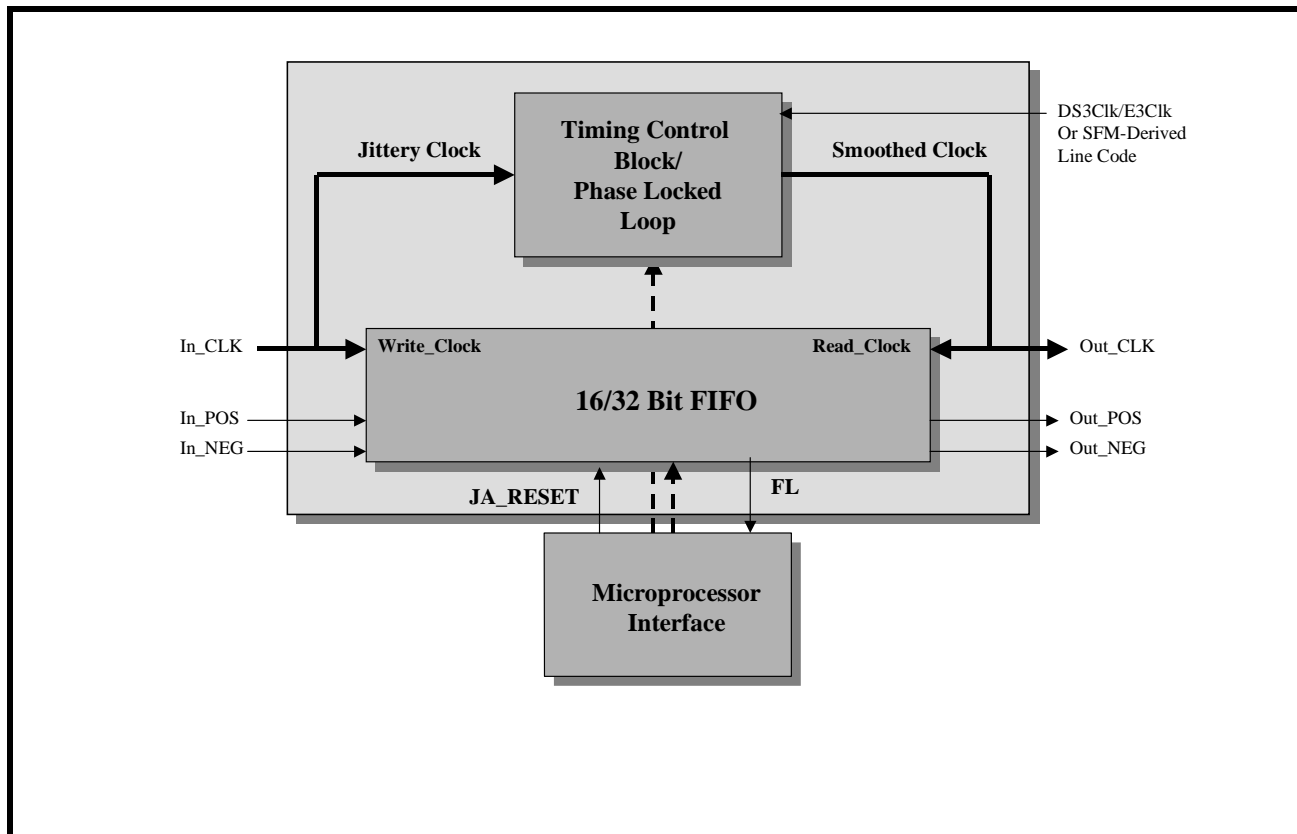 Timing Control
Block/
Phase Locked
Loop
DS3Clk/E3Clk
Or SFM-Derived
Line Code
Jittery Clock
Smoothed Clock
In_CLK
Write_Clock
Read_Clock
Out_CLK
16/32 Bit FIFO
In_POS
Out_POS
In_NEG
Out_NEG
JA_RESET
FL
Microprocessor
Interface